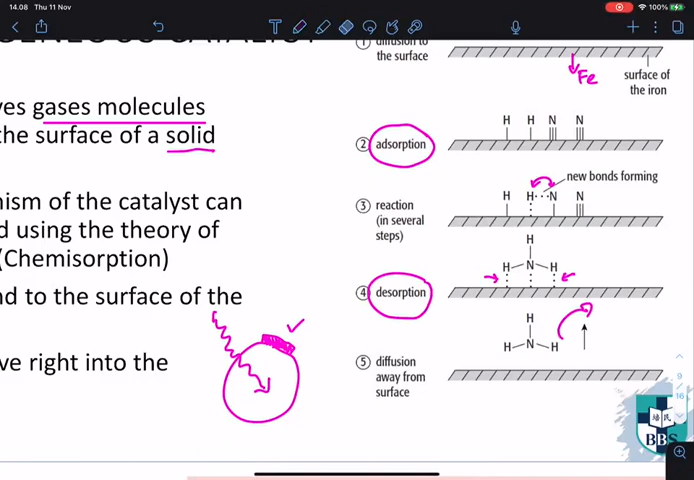 14.08 Thu 11 Nov
100%
① diffusion to
the surface
Fe
surface of
the iron
ves gases molecules
the surface of a solid
H H N N
② adsorption
new bonds forming
nism of the catalyst can
d using the theory of
(Chemisorption)
H H N N
③ reaction
(in several
steps)
H
H N H
nd to the surface of the
④ desorption
H
H N H
ve right into the
⑤ diffusion
away from
surface
9
16
BBS